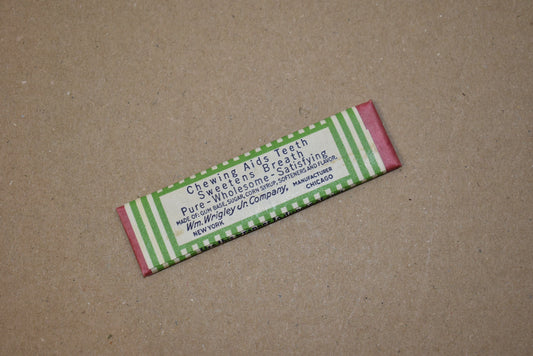 Chewing Aids Teeth
Sweetens Breath
Pure - Wholesome - Satisfying
MADE OF: GUM BASE, SUGAR, CORN SYRUP, SOFTENERS AND FLAVOR.
Wm. Wrigley Jr. Company, MANUFACTURER
NEW YORK CHICAGO